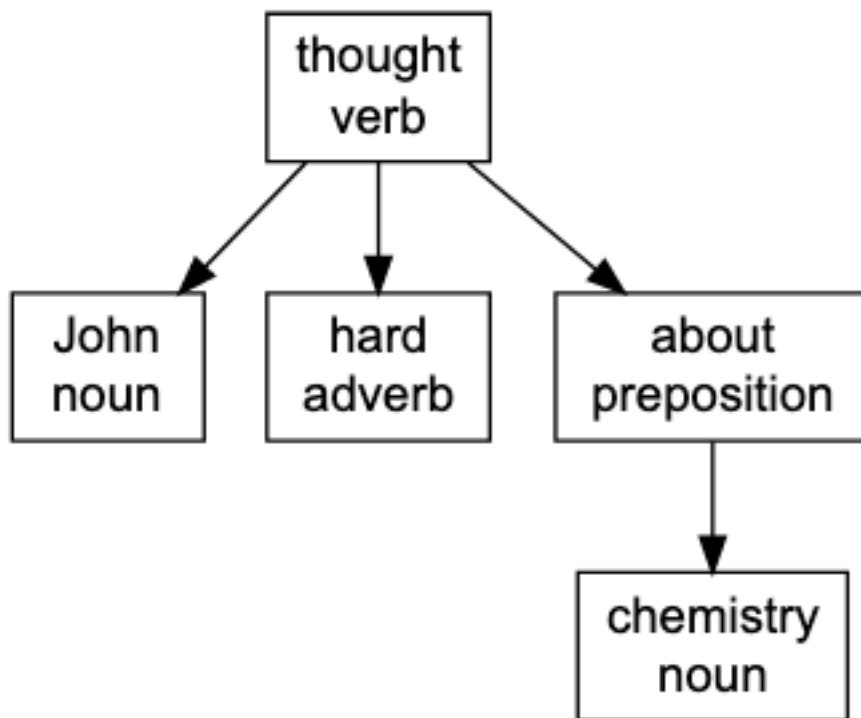 thought
verb
John
noun
hard
adverb
about
preposition
chemistry
noun